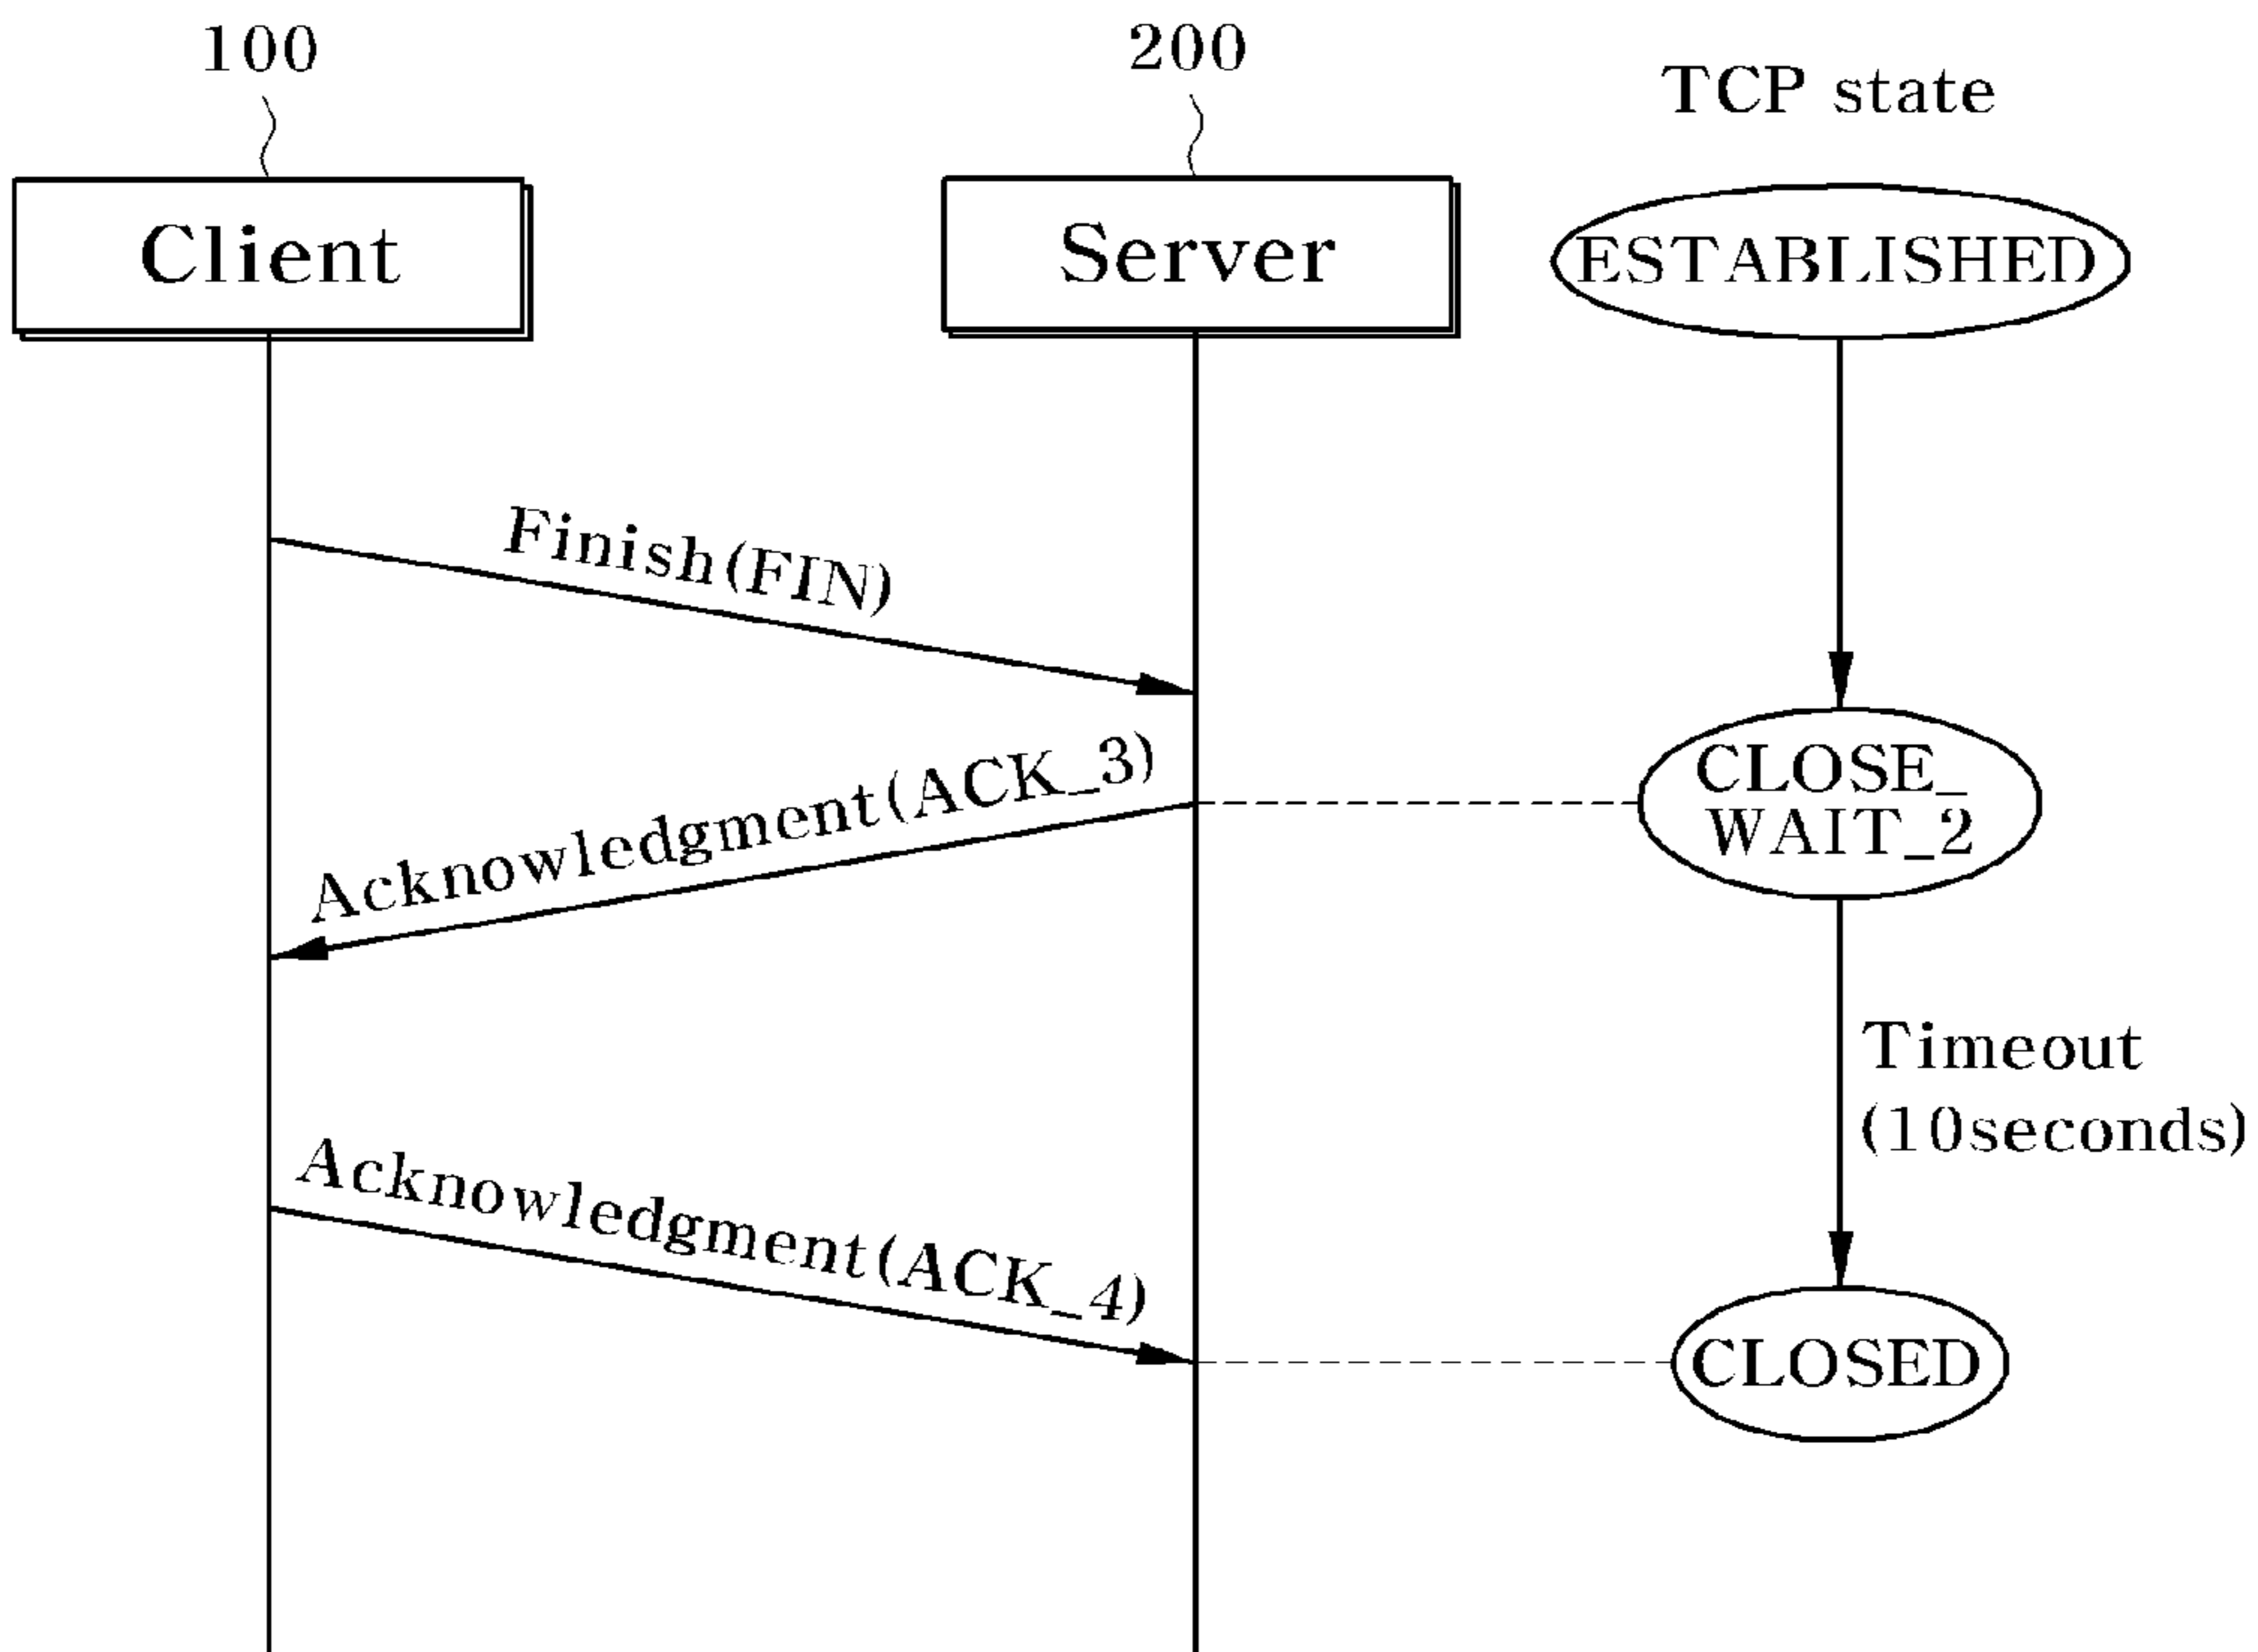 100
200
TCP state
Client
Server
ESTABLISHED
Finish(FIN)
Acknowledgment(ACK_3)
CLOSE_
WAIT_2
Timeout
(10seconds)
Acknowledgment(ACK_4)
CLOSED